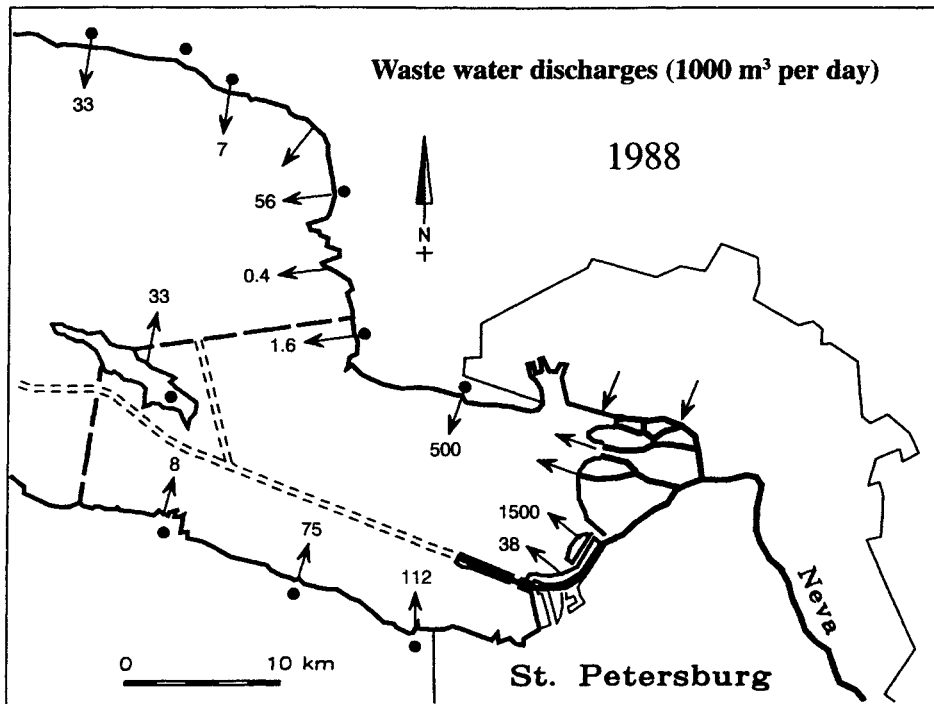 Waste water discharges (1000 m³ per day)
1988
33
7
56
N
0.4
33
1.6
500
8
1500
75
38
112
Neva
0 10 km
St. Petersburg